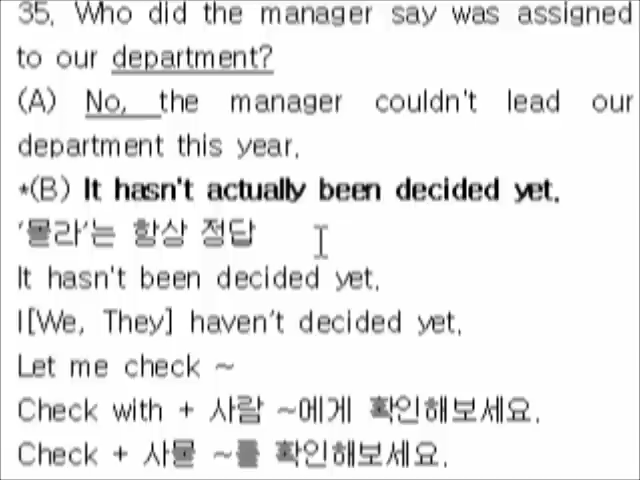 35. Who did the manager say was assigned
to our department?
(A) No, the manager couldn't lead our
department this year.
*(B) It hasn't actually been decided yet.
'몰라'는 항상 정답
It hasn't been decided yet.
I[We, They] haven't decided yet.
Let me check ~
Check with + 사람 ~에게 확인해보세요.
Check + 사물 ~를 확인해보세요.